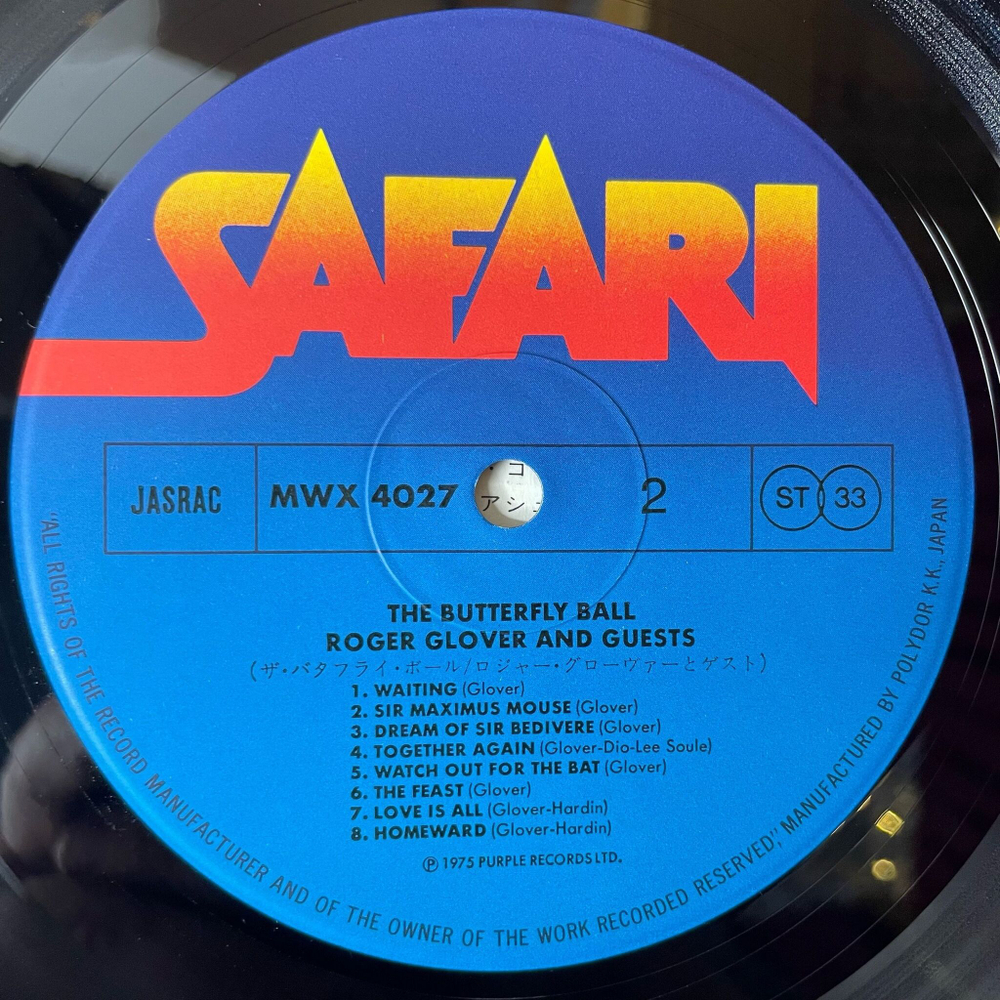 SAFARI
JASRAC
MWX 4027
2
ST 33
THE BUTTERFLY BALL
ROGER GLOVER AND GUESTS
(ザ・バタフライ・ボール/ロジャー・グローヴァーとゲスト)
1. WAITING (Glover)
2. SIR MAXIMUS MOUSE (Glover)
3. DREAM OF SIR BEDIVERE (Glover)
4. TOGETHER AGAIN (Glover-Dio-Lee Soule)
5. WATCH OUT FOR THE BAT (Glover)
6. THE FEAST (Glover)
7. LOVE IS ALL (Glover-Hardin)
8. HOMEWARD (Glover-Hardin)
Ⓟ 1975 PURPLE RECORDS LTD.
"ALL RIGHTS OF THE RECORD MANUFACTURER AND OF THE OWNER OF THE WORK RECORDED RESERVED," MANUFACTURED BY POLYDOR K.K., JAPAN